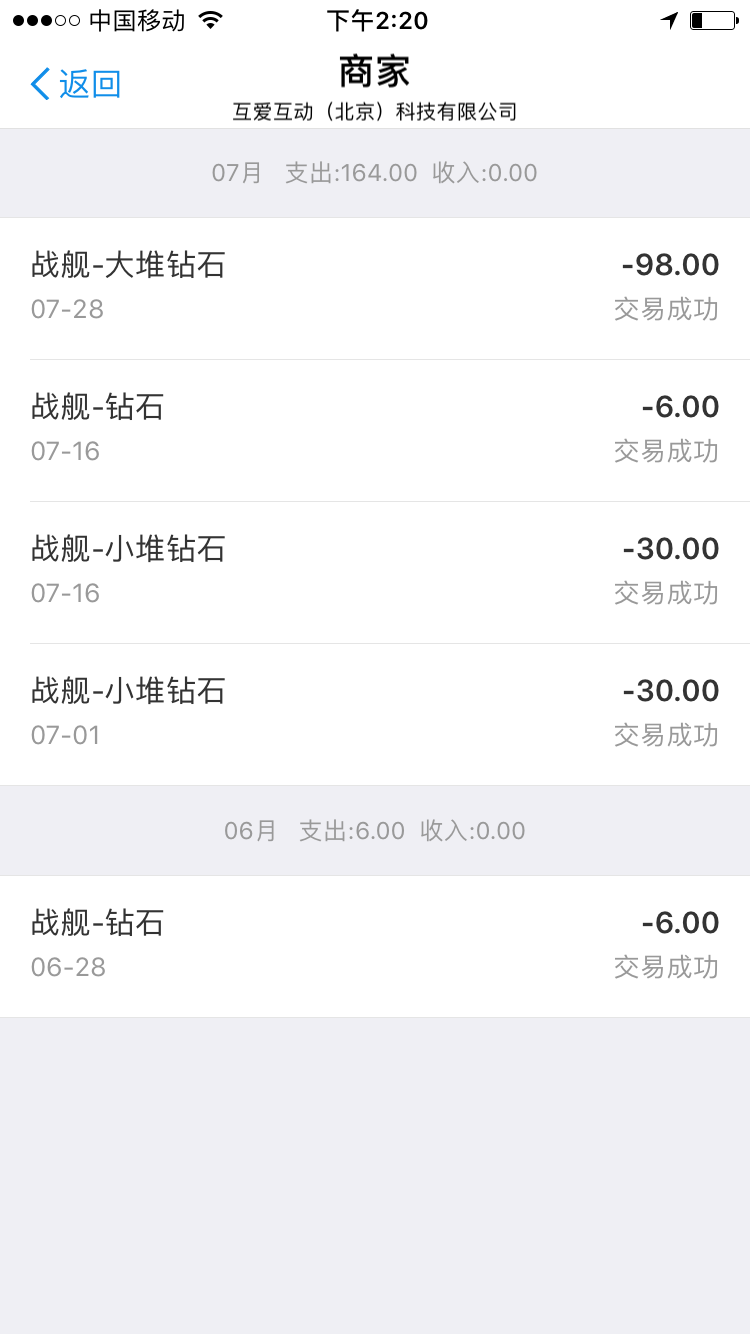 中国移动 下午2:20
返回 商家
互爱互动（北京）科技有限公司
07月 支出:164.00 收入:0.00
战舰-大堆钻石 -98.00
07-28 交易成功
战舰-钻石 -6.00
07-16 交易成功
战舰-小堆钻石 -30.00
07-16 交易成功
战舰-小堆钻石 -30.00
07-01 交易成功
06月 支出:6.00 收入:0.00
战舰-钻石 -6.00
06-28 交易成功